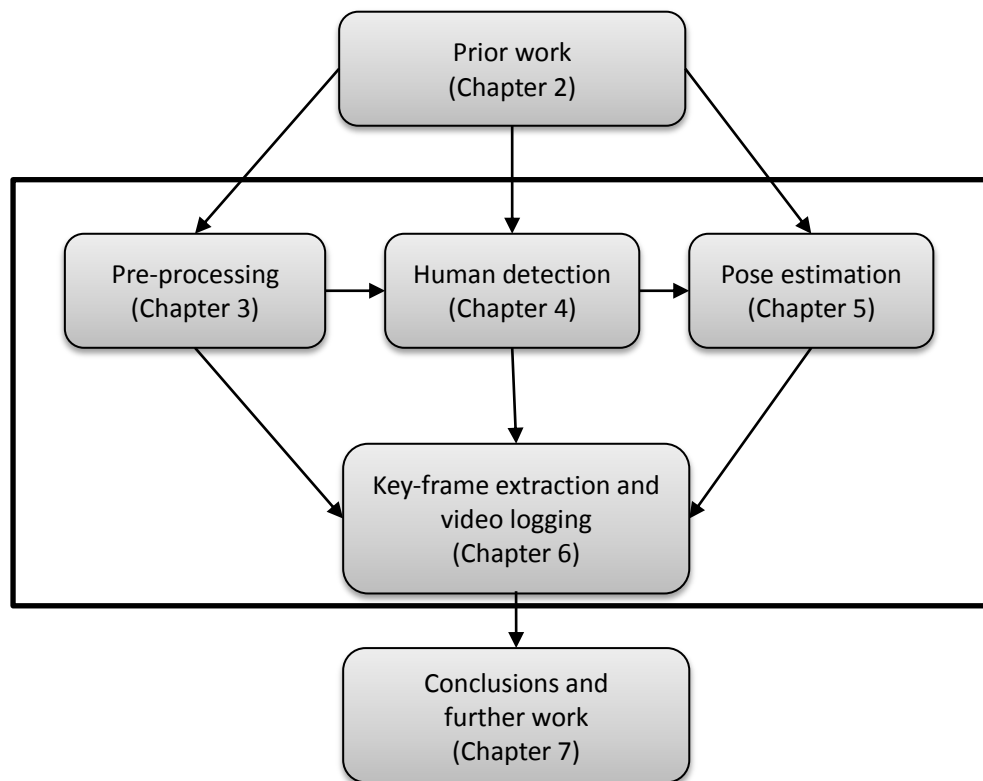 Prior work
(Chapter 2)
Pre-processing
(Chapter 3)
Human detection
(Chapter 4)
Pose estimation
(Chapter 5)
Key-frame extraction and
video logging
(Chapter 6)
Conclusions and
further work
(Chapter 7)